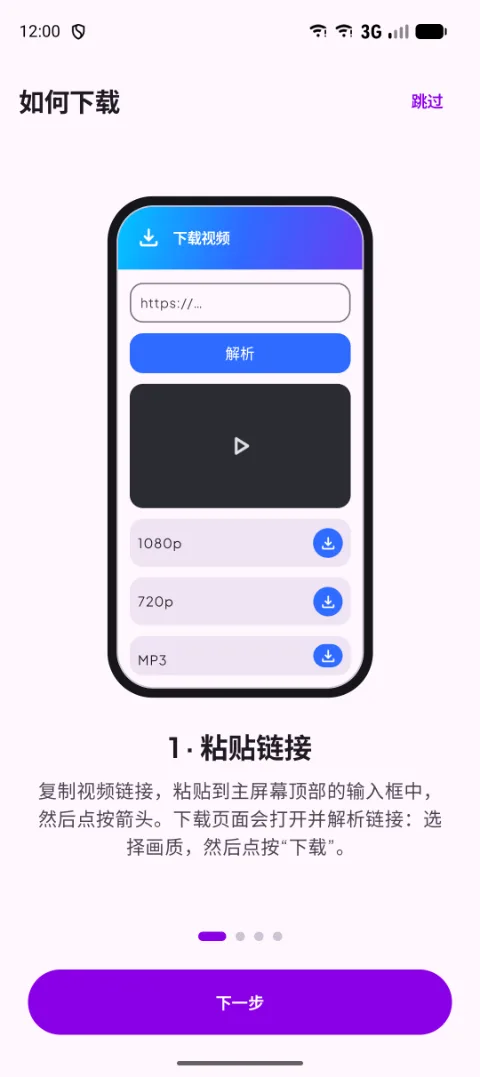 12:00
3G
如何下载
跳过
下载视频
https://...
解析
1080p
720p
MP3
1 · 粘贴链接
复制视频链接，粘贴到主屏幕顶部的输入框中，
然后点按箭头。下载页面会打开并解析链接：选
择画质，然后点按“下载”。
下一步